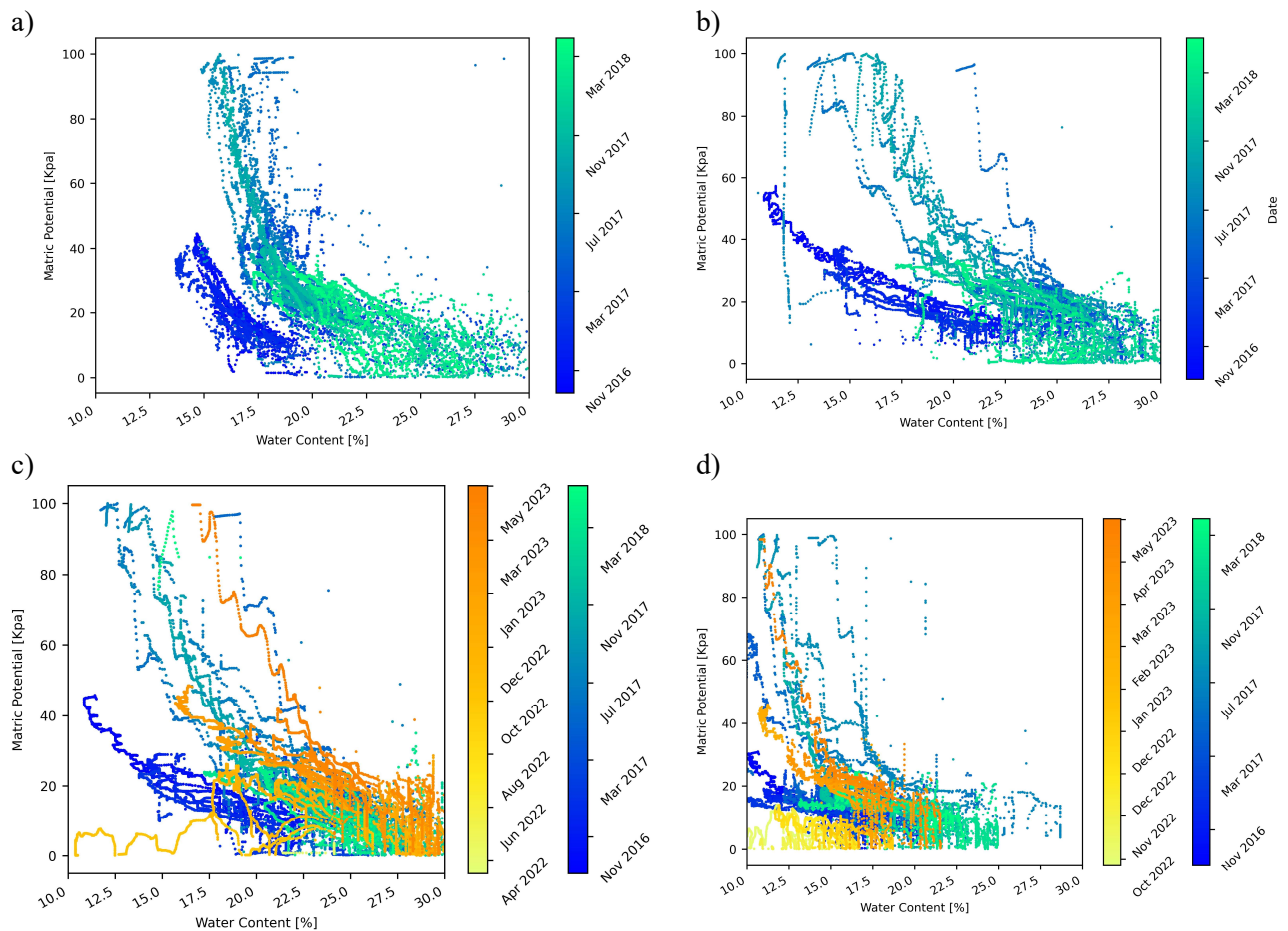 a)
100
80
60
40
20
0
Matric Potential [Kpa]
10.0
12.5
15.0
17.5
20.0
22.5
25.0
27.5
30.0
Water Content [%]
Mar 2018
Nov 2017
Jul 2017
Mar 2017
Nov 2016
b)
100
80
60
40
20
0
Matric Potential [Kpa]
10.0
12.5
15.0
17.5
20.0
22.5
25.0
27.5
30.0
Water Content [%]
Mar 2018
Nov 2017
Jul 2017
Mar 2017
Nov 2016
Date
c)
100
80
60
40
20
0
Matric Potential [Kpa]
10.0
12.5
15.0
17.5
20.0
22.5
25.0
27.5
30.0
Water Content [%]
May 2023
Mar 2023
Jan 2023
Dec 2022
Oct 2022
Aug 2022
Jun 2022
Apr 2022
Mar 2018
Nov 2017
Jul 2017
Mar 2017
Nov 2016
d)
100
80
60
40
20
0
Matric Potential [Kpa]
10.0
12.5
15.0
17.5
20.0
22.5
25.0
27.5
30.0
Water Content [%]
May 2023
Apr 2023
Mar 2023
Feb 2023
Jan 2023
Dec 2022
Dec 2022
Nov 2022
Oct 2022
Mar 2018
Nov 2017
Jul 2017
Mar 2017
Nov 2016